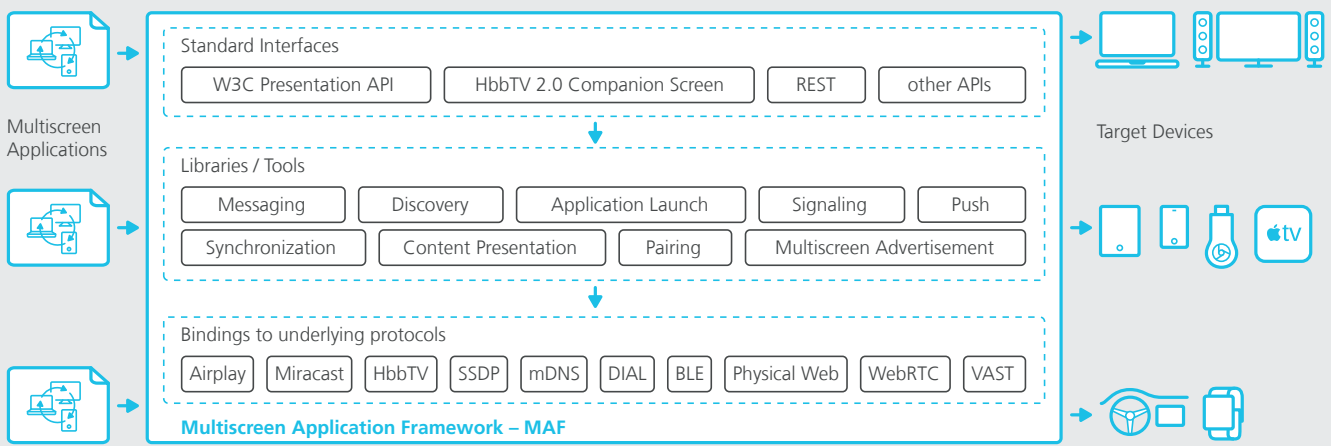 Multiscreen
Applications
Standard Interfaces
W3C Presentation API
HbbTV 2.0 Companion Screen
REST
other APIs
Libraries / Tools
Messaging
Discovery
Application Launch
Signaling
Push
Synchronization
Content Presentation
Pairing
Multiscreen Advertisement
Bindings to underlying protocols
Airplay
Miracast
HbbTV
SSDP
mDNS
DIAL
BLE
Physical Web
WebRTC
VAST
Multiscreen Application Framework – MAF
Target Devices
tv